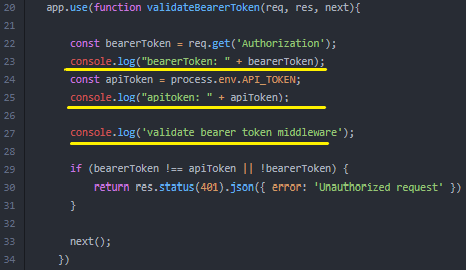 20 app.use(function validateBearerToken(req, res, next){
21
22 const bearerToken = req.get('Authorization');
23 console.log("bearerToken: " + bearerToken);
24 const apiToken = process.env.API_TOKEN;
25 console.log("apitoken: " + apiToken);
26
27 console.log('validate bearer token middleware');
28
29 if (bearerToken !== apiToken || !bearerToken) {
30 return res.status(401).json({ error: 'Unauthorized request' })
31 }
32
33 next();
34 })